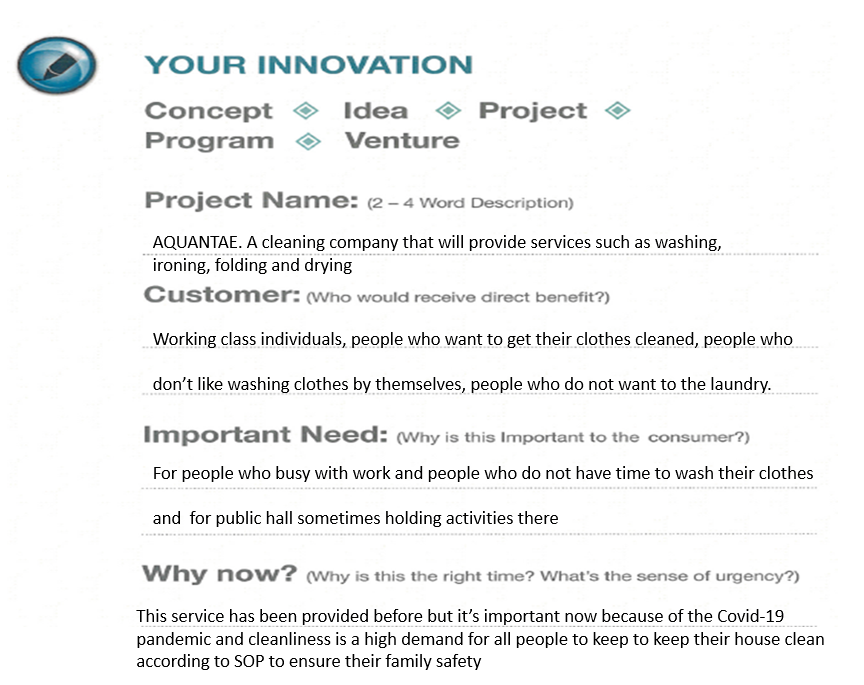 YOUR INNOVATION
Concept Idea Project
Program Venture
Project Name: (2 – 4 Word Description)
AQUANTAE. A cleaning company that will provide services such as washing,
ironing, folding and drying
Customer: (Who would receive direct benefit?)
Working class individuals, people who want to get their clothes cleaned, people who
don’t like washing clothes by themselves, people who do not want to the laundry.
Important Need: (Why is this Important to the consumer?)
For people who busy with work and people who do not have time to wash their clothes
and for public hall sometimes holding activities there
Why now? (Why is this the right time? What's the sense of urgency?)
This service has been provided before but it’s important now because of the Covid-19
pandemic and cleanliness is a high demand for all people to keep to keep their house clean
according to SOP to ensure their family safety